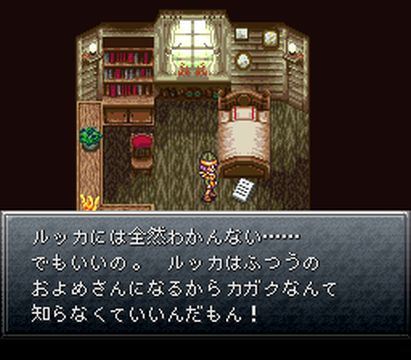 ルッカには全然わかんない……
でもいいの。　ルッカはふつうの
およめさんになるからカガクなんて
知らなくていいんだもん！